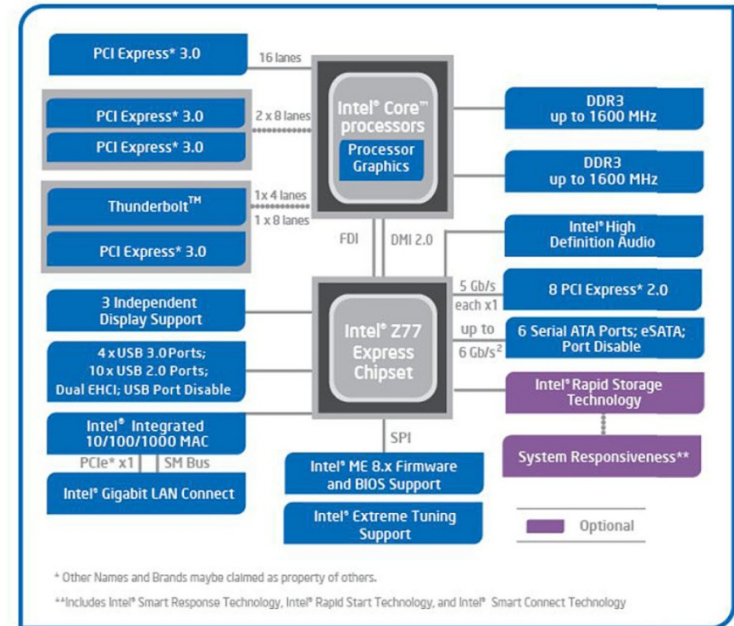 PCI Express* 3.0
16 lanes
PCI Express* 3.0
2 x 8 lanes
PCI Express* 3.0
Thunderbolt™
1x 4 lanes
1 x 8 lanes
PCI Express* 3.0
Intel® Core™
processors
Processor
Graphics
DDR3
up to 1600 MHz
DDR3
up to 1600 MHz
FDI
DMI 2.0
Intel® High
Definition Audio
5 Gb/s
each x1
8 PCI Express* 2.0
up to
6 Gb/s²
6 Serial ATA Ports; eSATA;
Port Disable
3 Independent
Display Support
Intel® Z77
Express
Chipset
4 x USB 3.0 Ports;
10 x USB 2.0 Ports;
Dual EHCI; USB Port Disable
Intel® Rapid Storage
Technology
Intel® Integrated
10/100/1000 MAC
PCIe* x1
SM Bus
Intel® Gigabit LAN Connect
SPI
System Responsiveness**
Intel® ME 8.x Firmware
and BIOS Support
Intel® Extreme Tuning
Support
Optional
* Other Names and Brands maybe claimed as property of others.
**Includes Intel® Smart Response Technology, Intel® Rapid Start Technology, and Intel® Smart Connect Technology